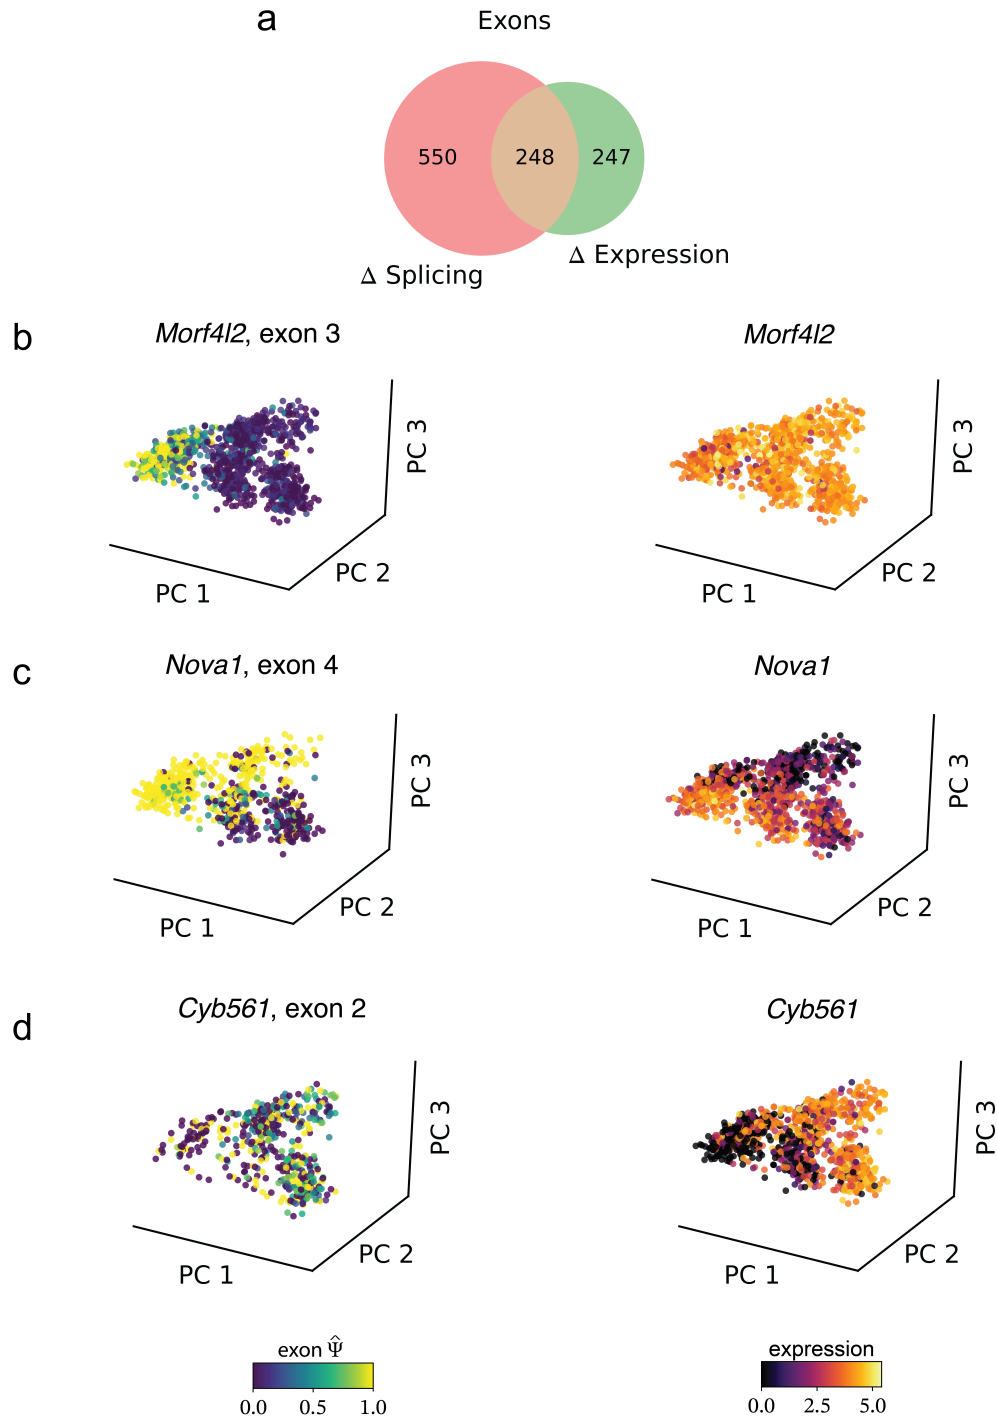 a
Exons
550
248
247
Δ Splicing
Δ Expression
b
Morf4l2, exon 3
Morf4l2
PC 1
PC 2
PC 3
PC 1
PC 2
PC 3
c
Nova1, exon 4
Nova1
PC 1
PC 2
PC 3
PC 1
PC 2
PC 3
d
Cyb561, exon 2
Cyb561
PC 1
PC 2
PC 3
PC 1
PC 2
PC 3
exon Ψ̂
0.0 0.5 1.0
expression
0.0 2.5 5.0